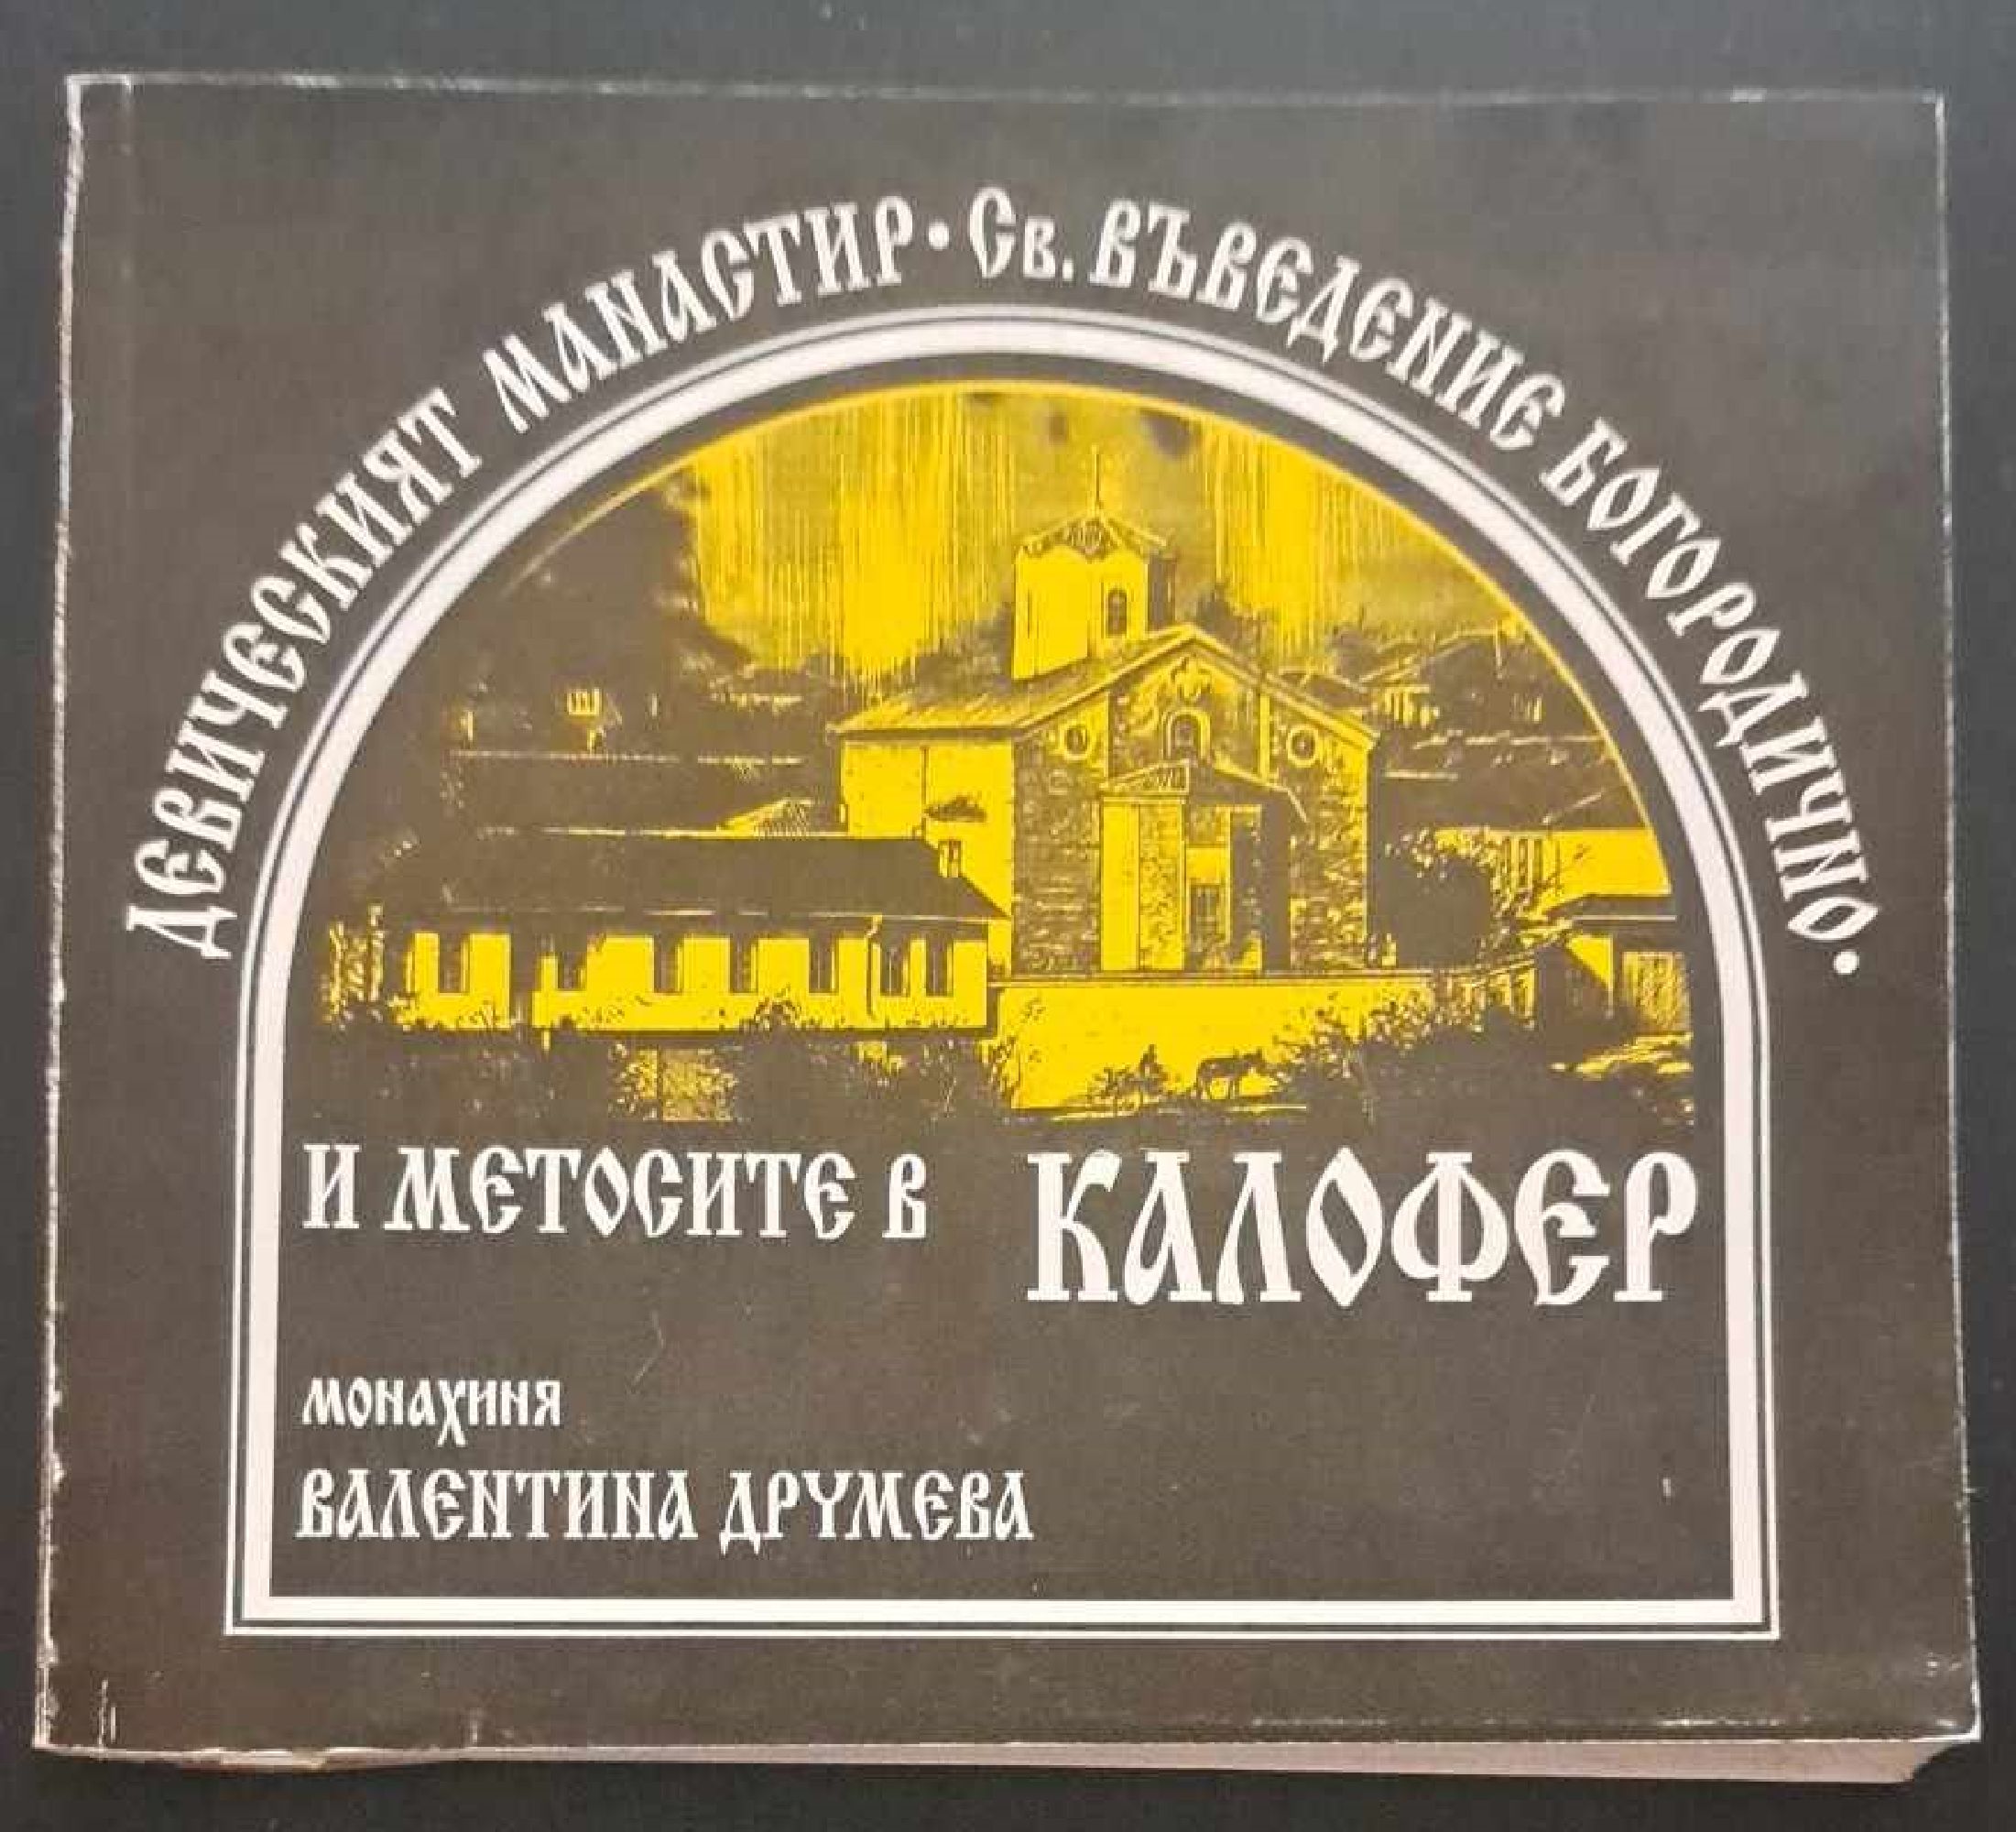 ДЕВИЧЕСКИЯТ МАНАСТИР • СВ. ВЪВЕДЕНИЕ БОГОРОДИЧНО •
И МЕТОСИТЕ В КАЛОФЕР
МОНАХИНЯ
ВАЛЕНТИНА ДРУМЕВА